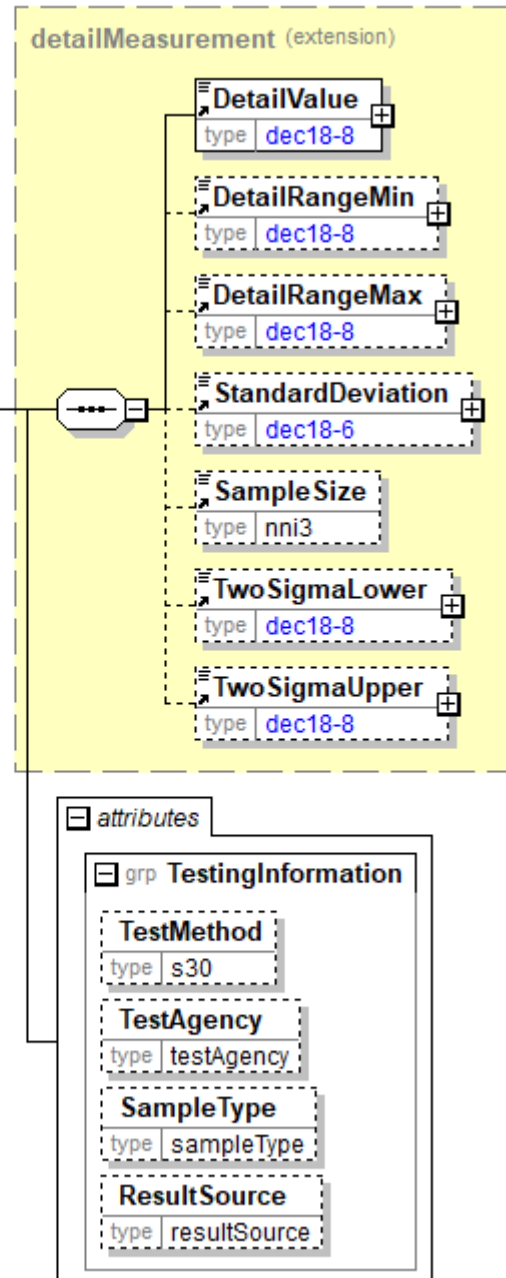 detailMeasurement (extension)
DetailValue
type dec18-8
DetailRangeMin
type dec18-8
DetailRangeMax
type dec18-8
StandardDeviation
type dec18-6
SampleSize
type nni3
TwoSigmaLower
type dec18-8
TwoSigmaUpper
type dec18-8
attributes
grp TestingInformation
TestMethod
type s30
TestAgency
type testAgency
SampleType
type sampleType
ResultSource
type resultSource